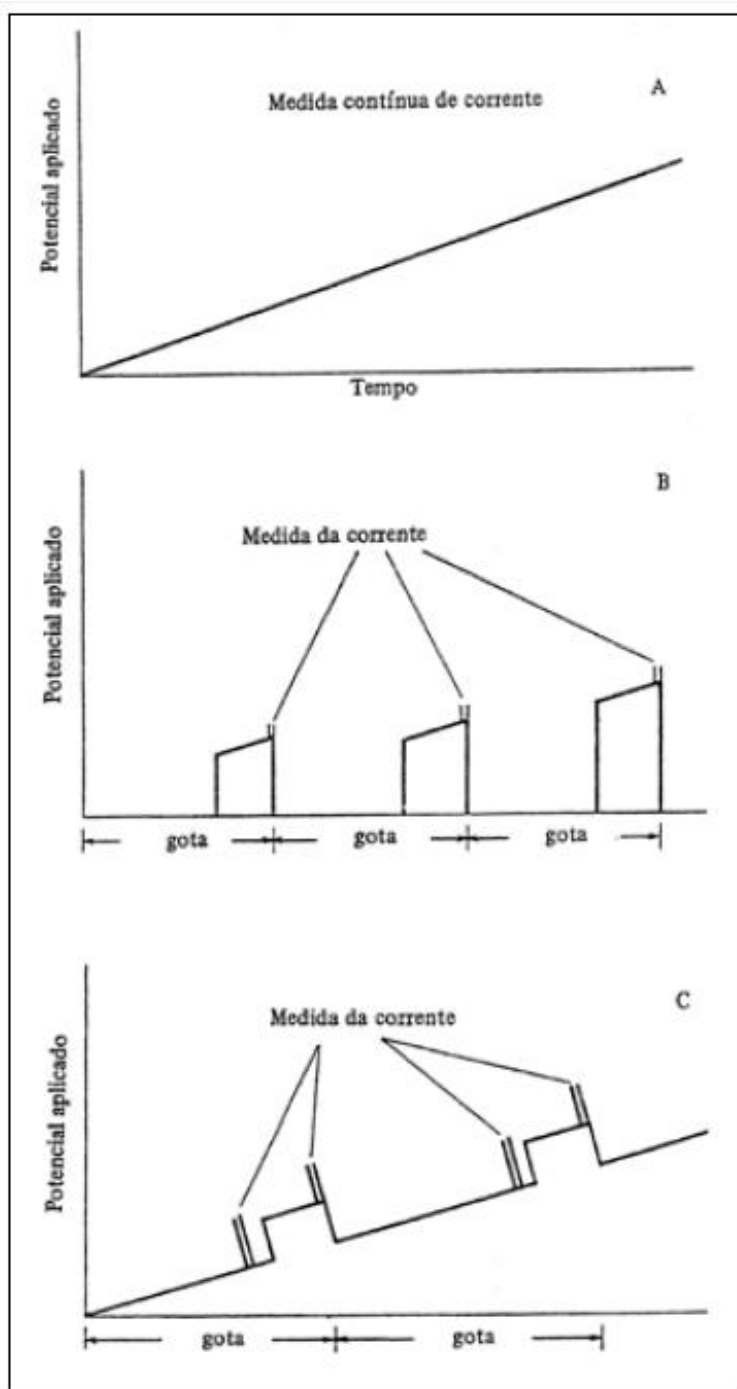 Medida contínua de corrente
A
Potencial aplicado
Tempo
B
Medida da corrente
Potencial aplicado
gota
gota
gota
C
Medida da corrente
Potencial aplicado
gota
gota